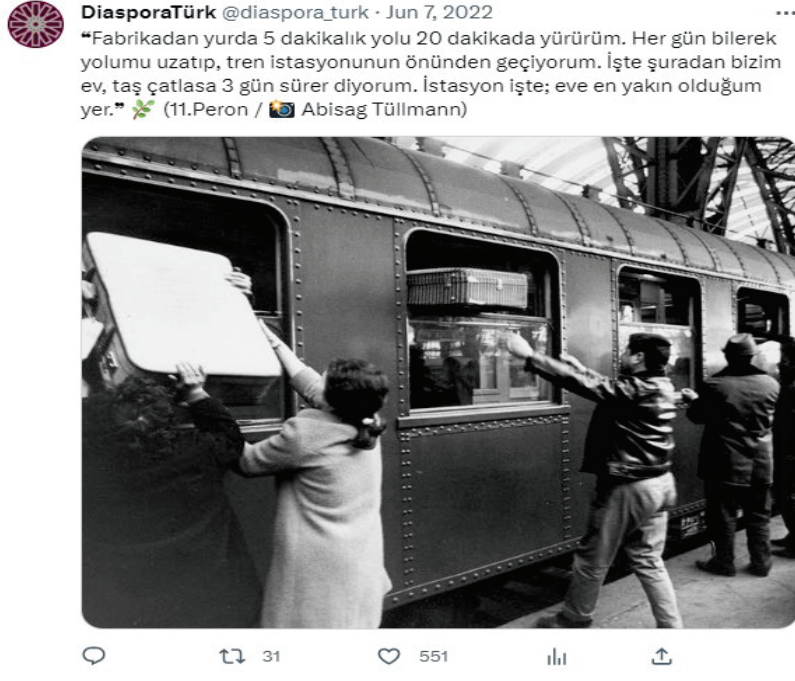 DiasporaTürk @diaspora_turk · Jun 7, 2022
"Fabrikadan yurda 5 dakikalık yolu 20 dakikada yürürüm. Her gün bilerek
yolumu uzatıp, tren istasyonunun önünden geçiyorum. İşte şuradan bizim
ev, taş çatlasa 3 gün sürer diyorum. İstasyon işte; eve en yakın olduğum
yer." 🌿 (11.Peron / 📸 Abisag Tüllmann)
31 551